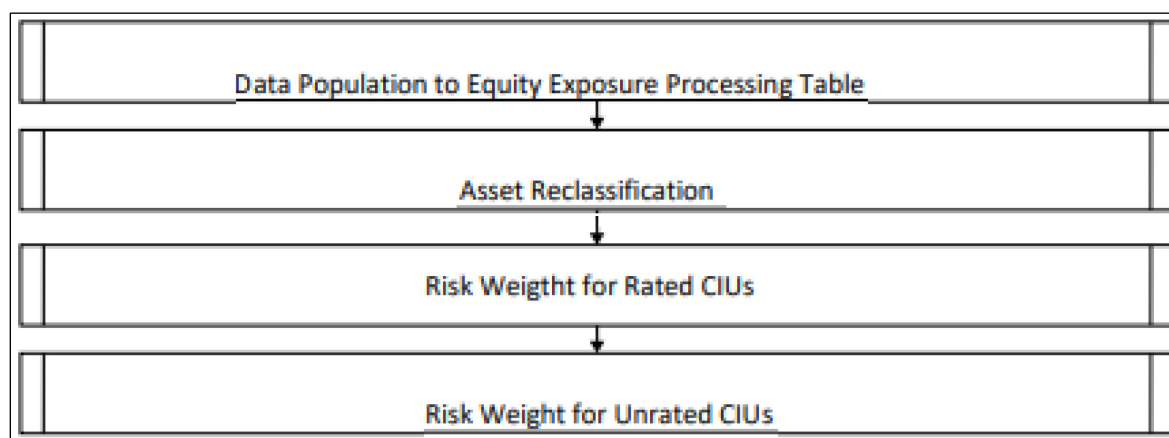 Data Population to Equity Exposure Processing Table
Asset Reclassification
Risk Weigtht for Rated CIUs
Risk Weight for Unrated CIUs